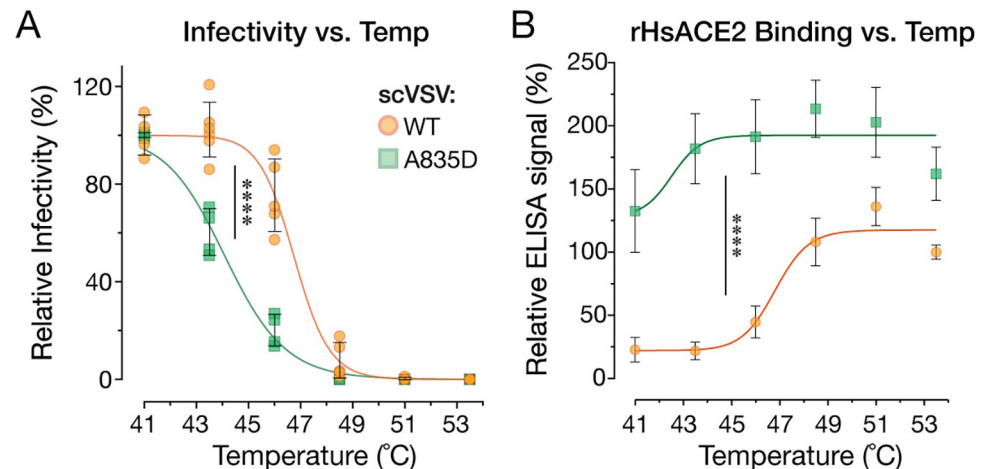 A
Infectivity vs. Temp
Relative Infectivity (%)
120
80
40
0
41 43 45 47 49 51 53
Temperature (°C)
scVSV:
WT
A835D
****
B
rHsACE2 Binding vs. Temp
Relative ELISA signal (%)
250
200
150
100
50
0
41 43 45 47 49 51 53
Temperature (°C)
****